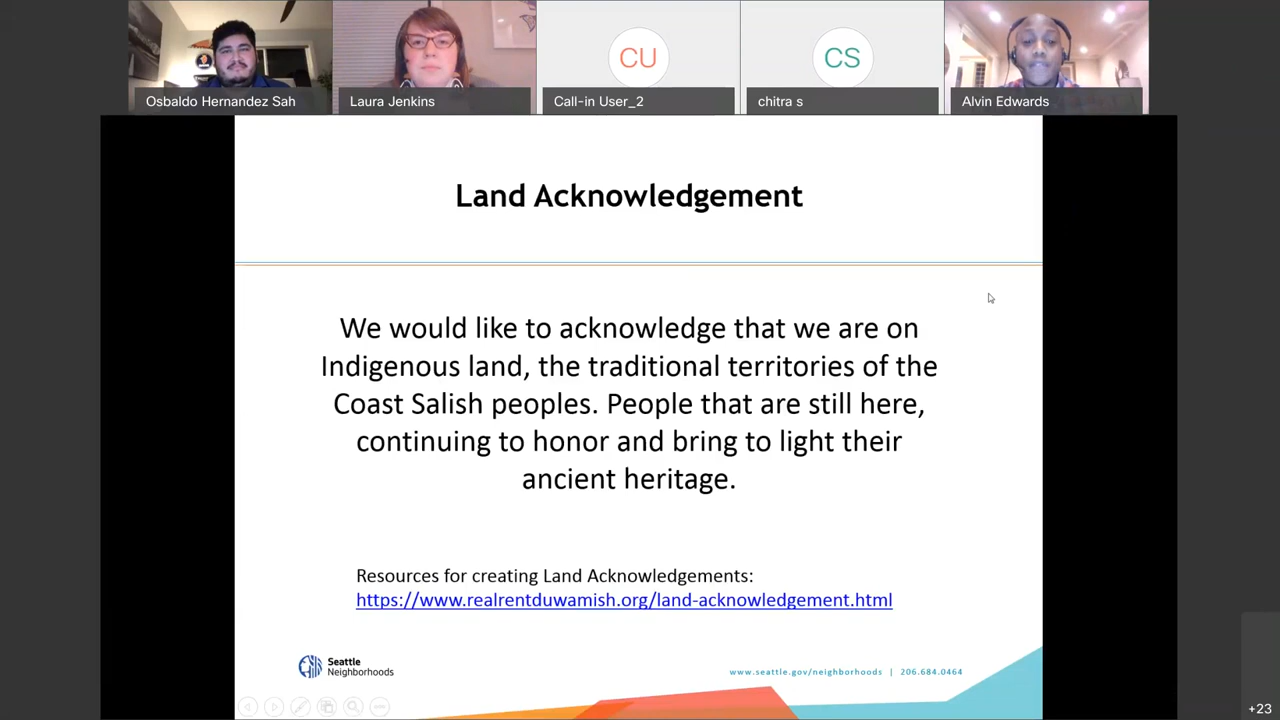 CU
CS
Osbaldo Hernandez Sah
Laura Jenkins
Call-in User_2
chitra s
Alvin Edwards
Land Acknowledgement
We would like to acknowledge that we are on
Indigenous land, the traditional territories of the
Coast Salish peoples. People that are still here,
continuing to honor and bring to light their
ancient heritage.
Resources for creating Land Acknowledgements:
https://www.realrentduwamish.org/land-acknowledgement.html
Seattle
Neighborhoods
www.seattle.gov/neighborhoods | 206.684.0464
+23